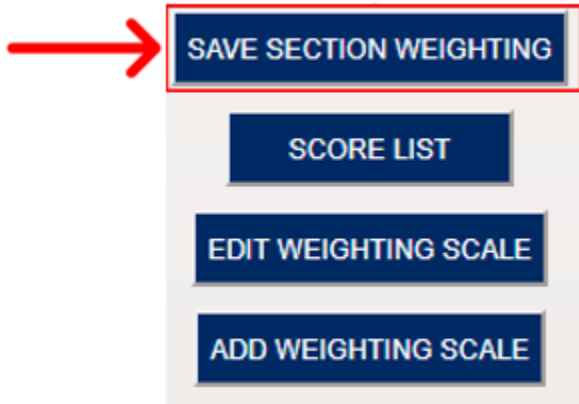 SAVE SECTION WEIGHTING
SCORE LIST
EDIT WEIGHTING SCALE
ADD WEIGHTING SCALE